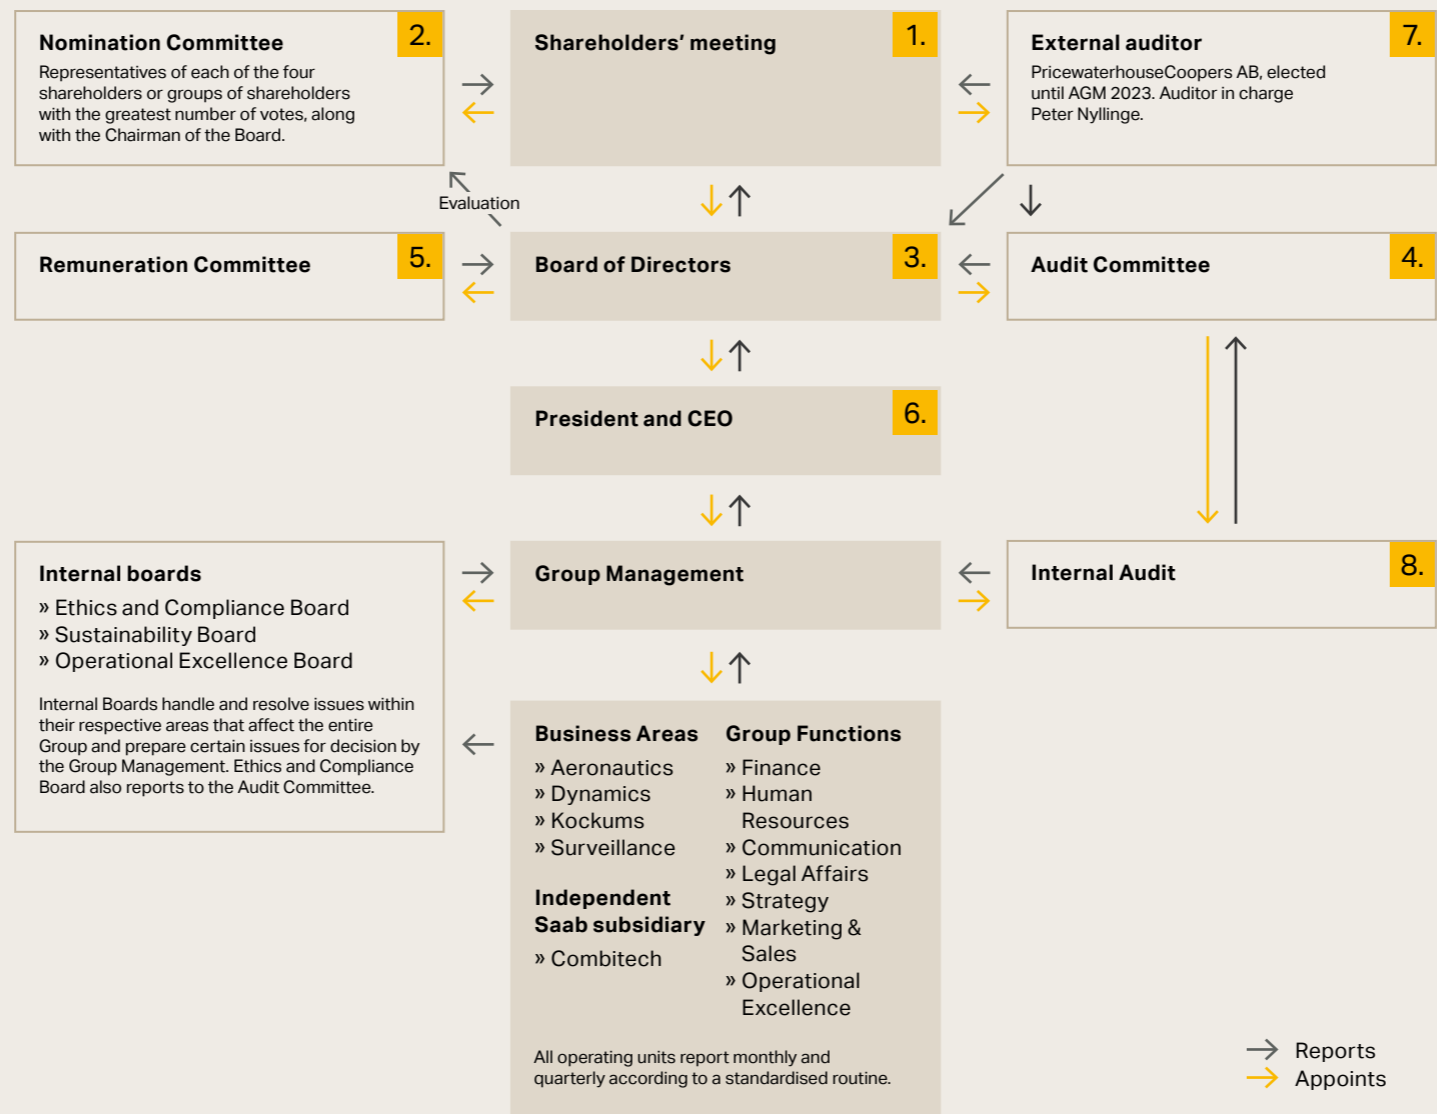 Nomination Committee
2.
Representatives of each of the four
shareholders or groups of shareholders
with the greatest number of votes, along
with the Chairman of the Board.
Shareholders’ meeting
1.
External auditor
7.
PricewaterhouseCoopers AB, elected
until AGM 2023. Auditor in charge
Peter Nyllinge.
Evaluation
Remuneration Committee
5.
Board of Directors
3.
Audit Committee
4.
President and CEO
6.
Internal boards
» Ethics and Compliance Board
» Sustainability Board
» Operational Excellence Board
Internal Boards handle and resolve issues within
their respective areas that affect the entire
Group and prepare certain issues for decision by
the Group Management. Ethics and Compliance
Board also reports to the Audit Committee.
Group Management
Internal Audit
8.
Business Areas
» Aeronautics
» Dynamics
» Kockums
» Surveillance
Independent
Saab subsidiary
» Combitech
Group Functions
» Finance
» Human
Resources
» Communication
» Legal Affairs
» Strategy
» Marketing &
Sales
» Operational
Excellence
All operating units report monthly and
quarterly according to a standardised routine.
Reports
Appoints